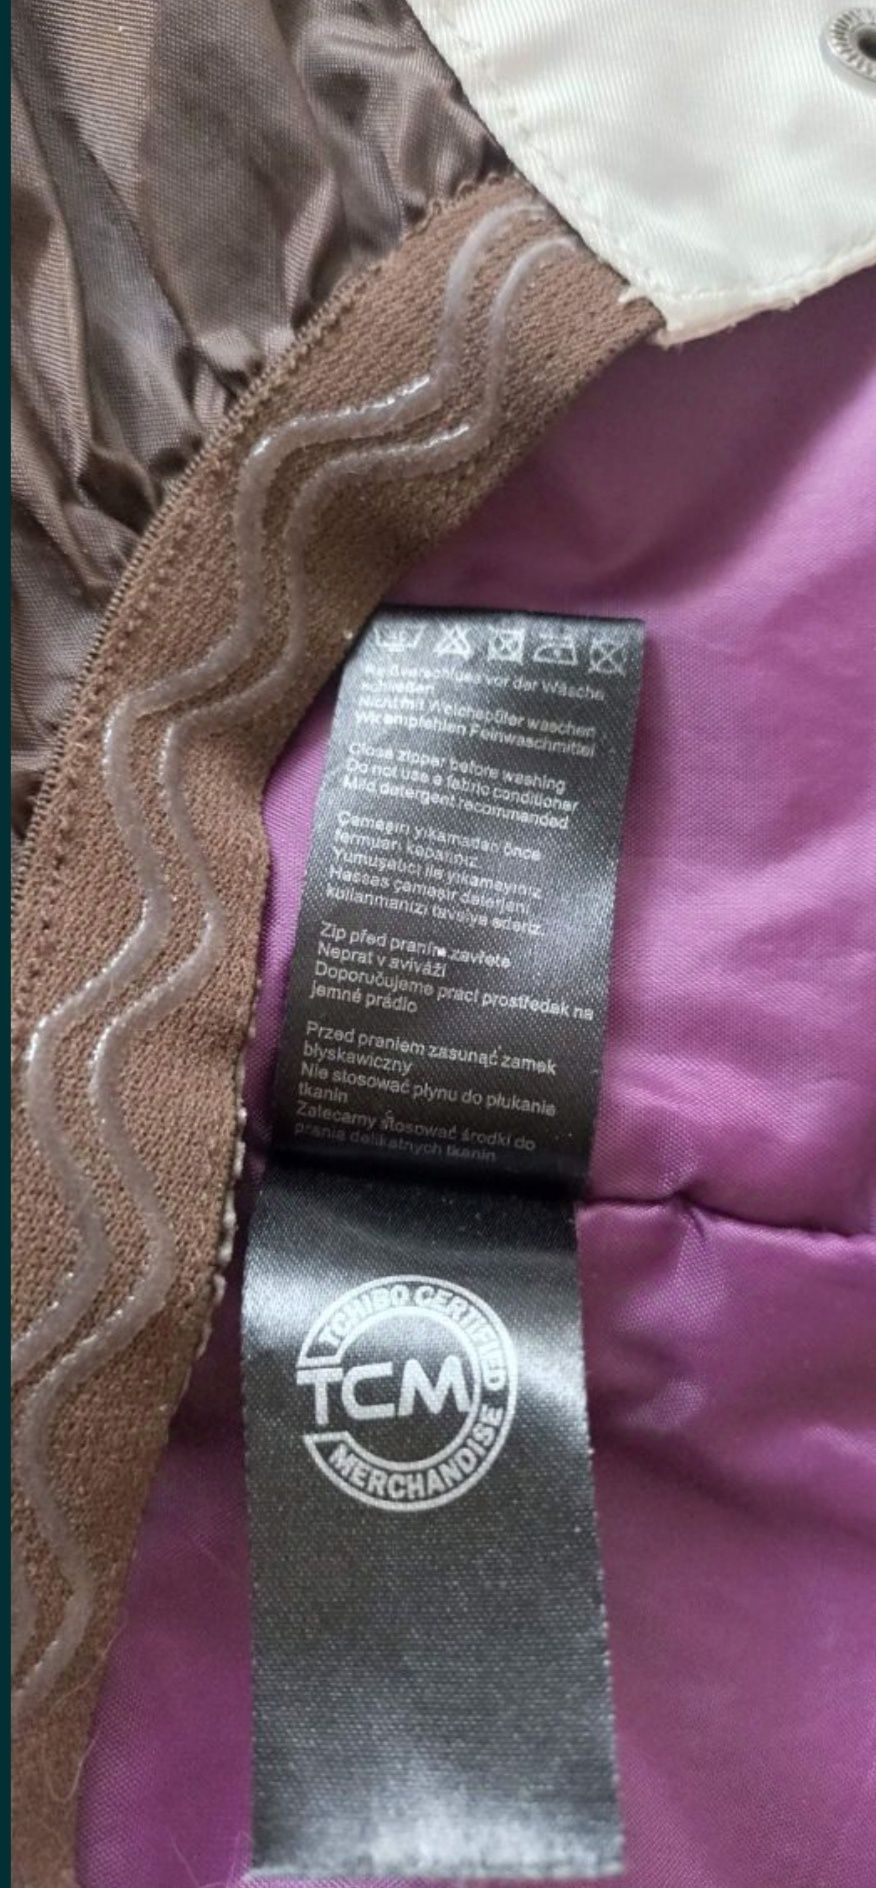 Reißverschluss vor der Wäsche
schließen
Nicht mit Weichspüler waschen
Wir empfehlen Feinwaschmittel
Close zipper before washing
Do not use a fabric conditioner
Mild detergent recommended
Çamaşırı yıkamadan önce
fermuarı kapatınız
Yumuşatıcı ile yıkamayınız
Hassas çamaşır deterjanı
kullanmanızı tavsiye ederiz
Zip před praním zavřete
Neprat v aviváži
Doporučujeme prací prostředek na
jemné prádlo
Przed praniem zasunąć zamek
błyskawiczny
Nie stosować płynu do płukania
tkanin
Zalecamy stosować środki do
prania delikatnych tkanin
TCHIBO CERTIFIED
TCM
MERCHANDISE